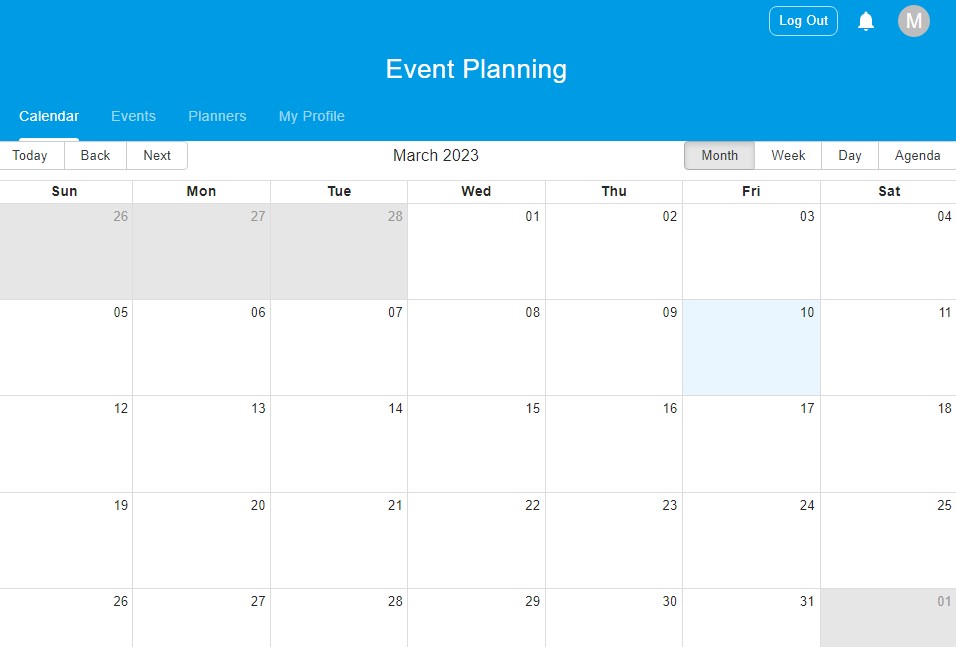 Log Out M
Event Planning
Calendar Events Planners My Profile
Today Back Next March 2023 Month Week Day Agenda
Sun Mon Tue Wed Thu Fri Sat
26 27 28 01 02 03 04
05 06 07 08 09 10 11
12 13 14 15 16 17 18
19 20 21 22 23 24 25
26 27 28 29 30 31 01